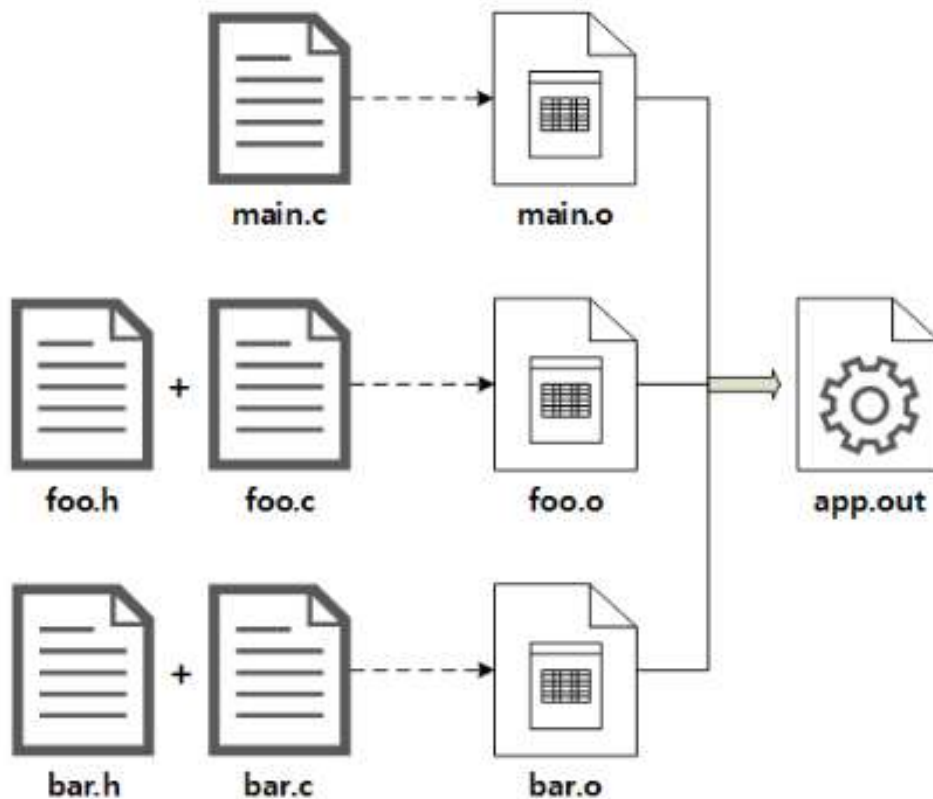 main.c
main.o
+
foo.h
foo.c
foo.o
app.out
+
bar.h
bar.c
bar.o